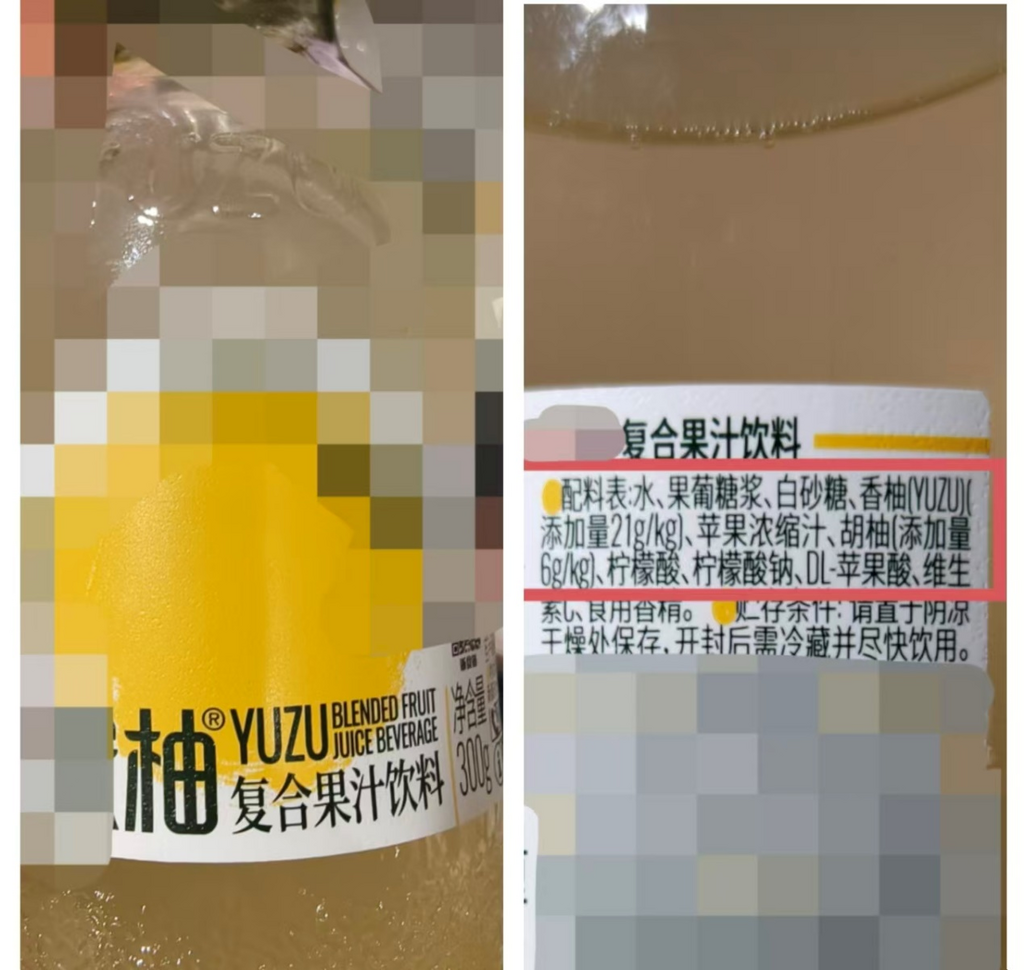 柚®
YUZU BLENDED FRUIT
JUICE BEVERAGE
复合果汁饮料
净含量
300g
复合果汁饮料
配料表:水、果葡糖浆、白砂糖、香柚(YUZU)(
添加量21g/kg)、苹果浓缩汁、胡柚(添加量
6g/kg)、柠檬酸、柠檬酸钠、DL-苹果酸、维生
素C、食用香精。 贮存条件: 请置于阴凉
干燥处保存,开封后需冷藏并尽快饮用。